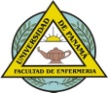 UNIVERSIDAD
DE PANAMA
FACULTAD DE ENFERMERIA